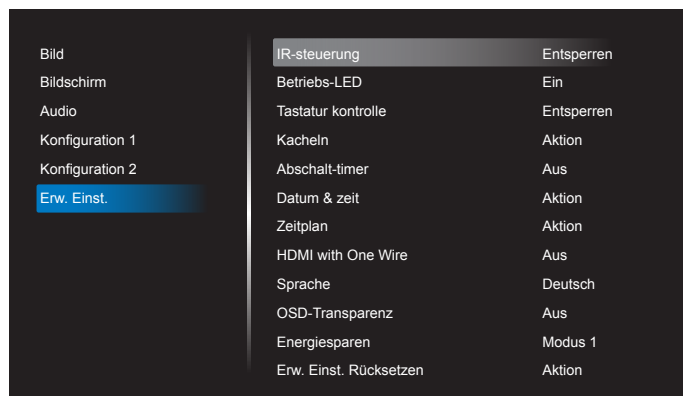 Bild
Bildschirm
Audio
Konfiguration 1
Konfiguration 2
Erw. Einst.
IR-steuerung Entsperren
Betriebs-LED Ein
Tastatur kontrolle Entsperren
Kacheln Aktion
Abschalt-timer Aus
Datum & zeit Aktion
Zeitplan Aktion
HDMI with One Wire Aus
Sprache Deutsch
OSD-Transparenz Aus
Energiesparen Modus 1
Erw. Einst. Rücksetzen Aktion